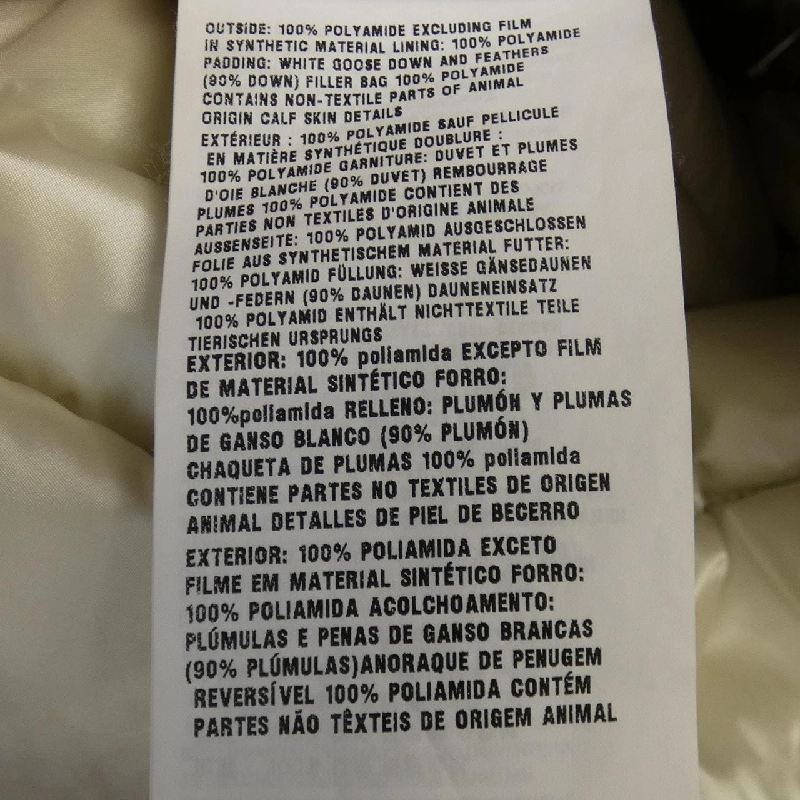 OUTSIDE: 100% POLYAMIDE EXCLUDING FILM
IN SYNTHETIC MATERIAL LINING: 100% POLYAMIDE
PADDING: WHITE GOOSE DOWN AND FEATHERS
(90% DOWN) FILLER BAG 100% POLYAMIDE
CONTAINS NON-TEXTILE PARTS OF ANIMAL
ORIGIN CALF SKIN DETAILS
EXTÉRIEUR : 100% POLYAMIDE SAUF PELLICULE
EN MATIÈRE SYNTHÉTIQUE DOUBLURE :
100% POLYAMIDE GARNITURE: DUVET ET PLUMES
D'OIE BLANCHE (90% DUVET) REMBOURRAGE
PLUMES 100% POLYAMIDE CONTIENT DES
PARTIES NON TEXTILES D'ORIGINE ANIMALE
AUSSENSEITE: 100% POLYAMID AUSGESCHLOSSEN
FOLIE AUS SYNTHETISCHEM MATERIAL FUTTER:
100% POLYAMID FÜLLUNG: WEISSE GÄNSEDAUNEN
UND -FEDERN (90% DAUNEN) DAUNENEINSATZ
100% POLYAMID ENTHÄLT NICHTTEXTILE TEILE
TIERISCHEN URSPRUNGS
EXTERIOR: 100% poliamida EXCEPTO FILM
DE MATERIAL SINTÉTICO FORRO:
100%poliamida RELLENO: PLUMÓN Y PLUMAS
DE GANSO BLANCO (90% PLUMÓN)
CHAQUETA DE PLUMAS 100% poliamida
CONTIENE PARTES NO TEXTILES DE ORIGEN
ANIMAL DETALLES DE PIEL DE BECERRO
EXTERIOR: 100% POLIAMIDA EXCETO
FILME EM MATERIAL SINTÉTICO FORRO:
100% POLIAMIDA ACOLCHOAMENTO:
PLÚMULAS E PENAS DE GANSO BRANCAS
(90% PLÚMULAS)ANORAQUE DE PENUGEM
REVERSÍVEL 100% POLIAMIDA CONTÉM
PARTES NÃO TÊXTEIS DE ORIGEM ANIMAL